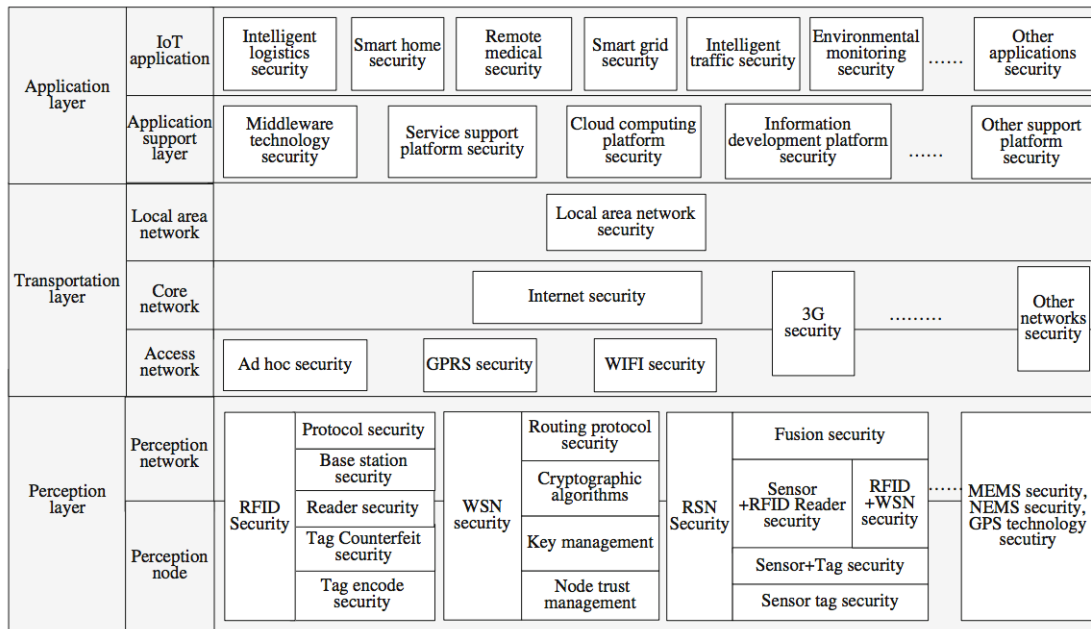 Application
layer
IoT
application
Intelligent
logistics
security
Smart home
security
Remote
medical
security
Smart grid
security
Intelligent
traffic security
Environmental
monitoring
security
......
Other
applications
security
Application
support
layer
Middleware
technology
security
Service support
platform security
Cloud computing
platform
security
Information
development platform
security
......
Other support
platform
security
Transportation
layer
Local area
network
Local area network
security
Core
network
Internet security
3G
security
.........
Other
networks
security
Access
network
Ad hoc security
GPRS security
WIFI security
Perception
layer
Perception
network
Perception
node
RFID
Security
Protocol security
Base station
security
Reader security
Tag Counterfeit
security
Tag encode
security
WSN
security
Routing protocol
security
Cryptographic
algorithms
Key management
Node trust
management
RSN
Security
Fusion security
Sensor
+RFID Reader
security
RFID
+WSN
security
Sensor+Tag security
Sensor tag security
......
MEMS security,
NEMS security,
GPS technology
secutiry